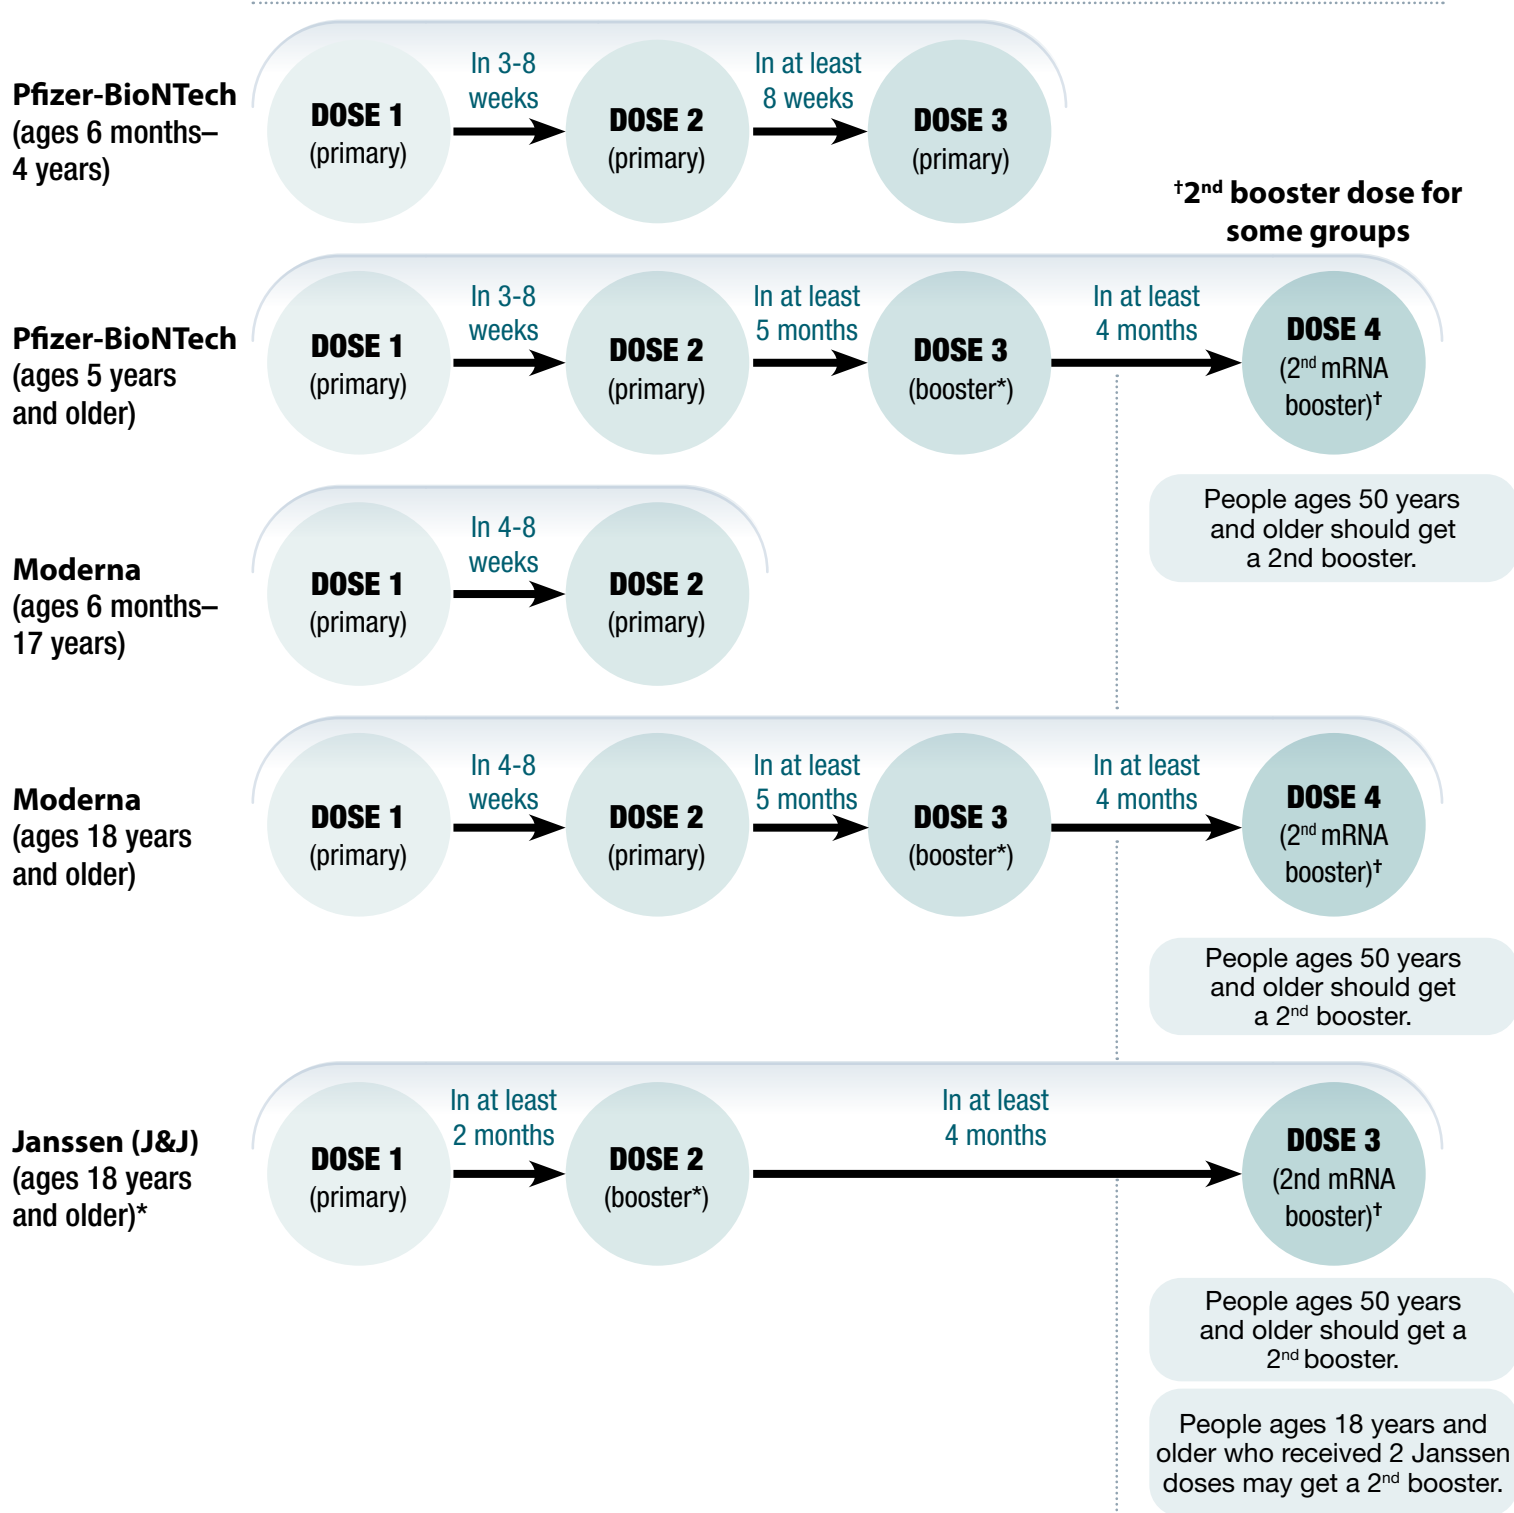 Pfizer-BioNTech
(ages 6 months–
4 years)
DOSE 1
(primary)
In 3-8
weeks
DOSE 2
(primary)
In at least
8 weeks
DOSE 3
(primary)
†2nd booster dose for
some groups
Pfizer-BioNTech
(ages 5 years
and older)
DOSE 1
(primary)
In 3-8
weeks
DOSE 2
(primary)
In at least
5 months
DOSE 3
(booster*)
In at least
4 months
DOSE 4
(2nd mRNA
booster)†
People ages 50 years
and older should get
a 2nd booster.
Moderna
(ages 6 months–
17 years)
DOSE 1
(primary)
In 4-8
weeks
DOSE 2
(primary)
Moderna
(ages 18 years
and older)
DOSE 1
(primary)
In 4-8
weeks
DOSE 2
(primary)
In at least
5 months
DOSE 3
(booster*)
In at least
4 months
DOSE 4
(2nd mRNA
booster)†
People ages 50 years
and older should get
a 2nd booster.
Janssen (J&J)
(ages 18 years
and older)*
DOSE 1
(primary)
In at least
2 months
DOSE 2
(booster*)
In at least
4 months
DOSE 3
(2nd mRNA
booster)†
People ages 50 years
and older should get a
2nd booster.
People ages 18 years and
older who received 2 Janssen
doses may get a 2nd booster.